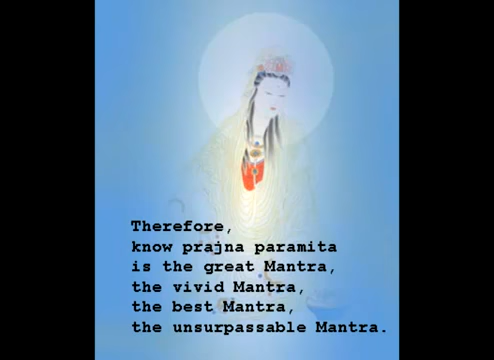 Therefore,
know prajna paramita
is the great Mantra,
the vivid Mantra,
the best Mantra,
the unsurpassable Mantra.